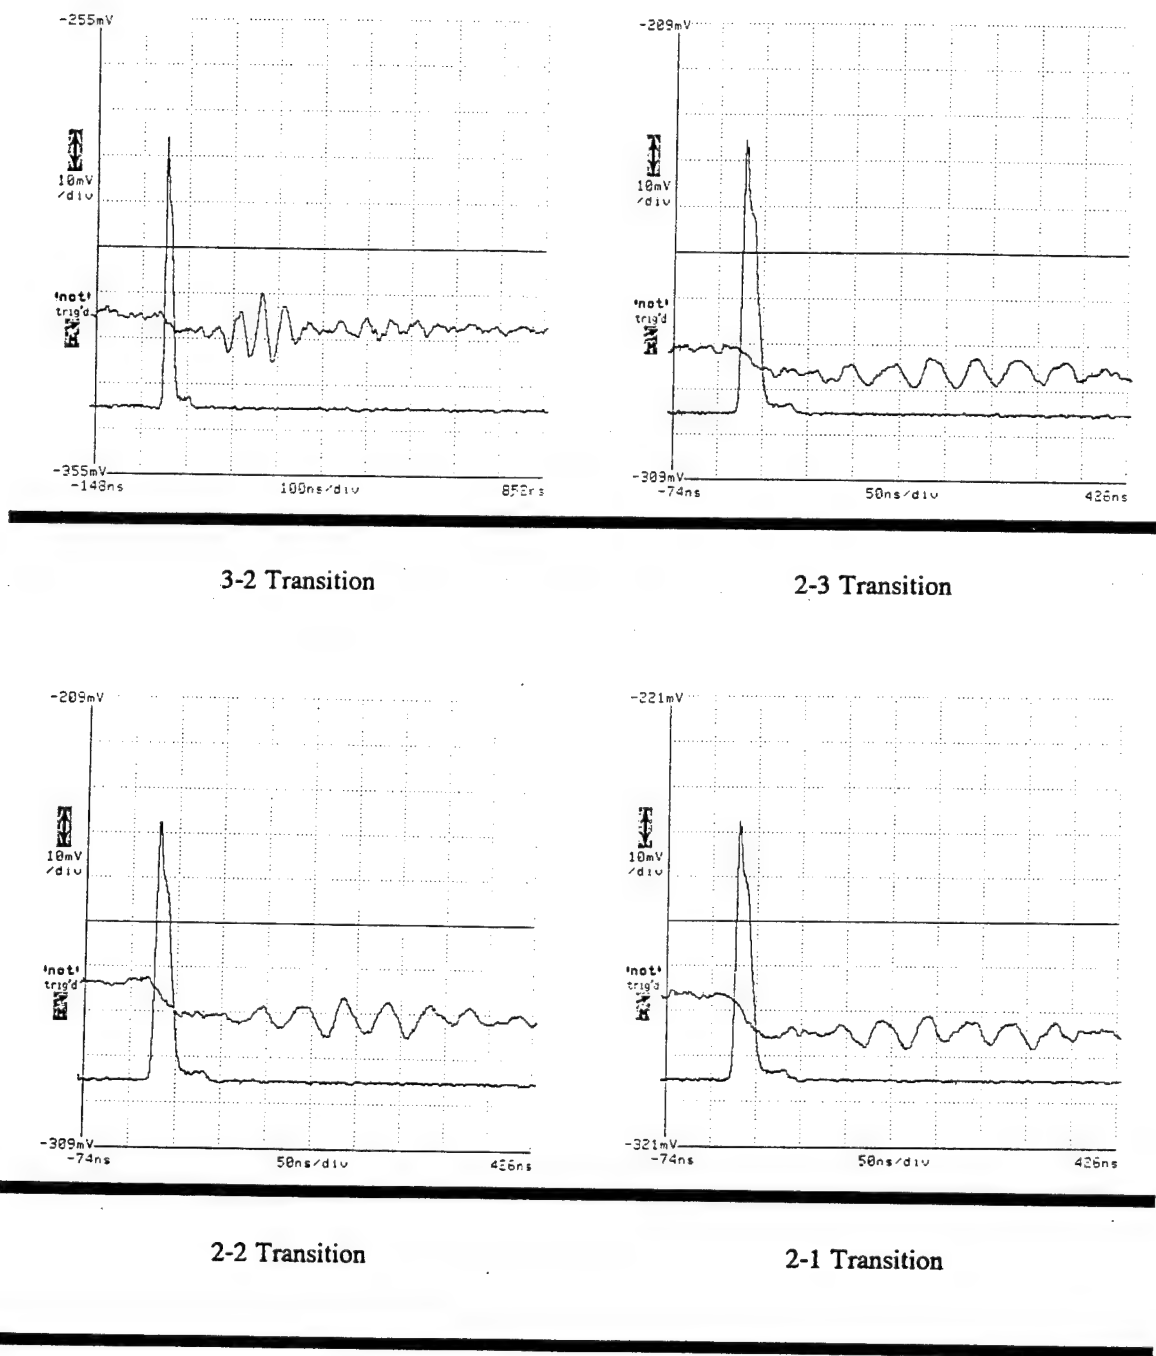 -255mV
10mV
/div
'not'
trig'd
-355mV
-148ns 100ns/div 852ns
3-2 Transition
-209mV
10mV
/div
'not'
trig'd
-309mV
-74ns 50ns/div 426ns
2-3 Transition
-209mV
10mV
/div
'not'
trig'd
-309mV
-74ns 50ns/div 426ns
2-2 Transition
-221mV
10mV
/div
'not'
trig'd
-321mV
-74ns 50ns/div 426ns
2-1 Transition